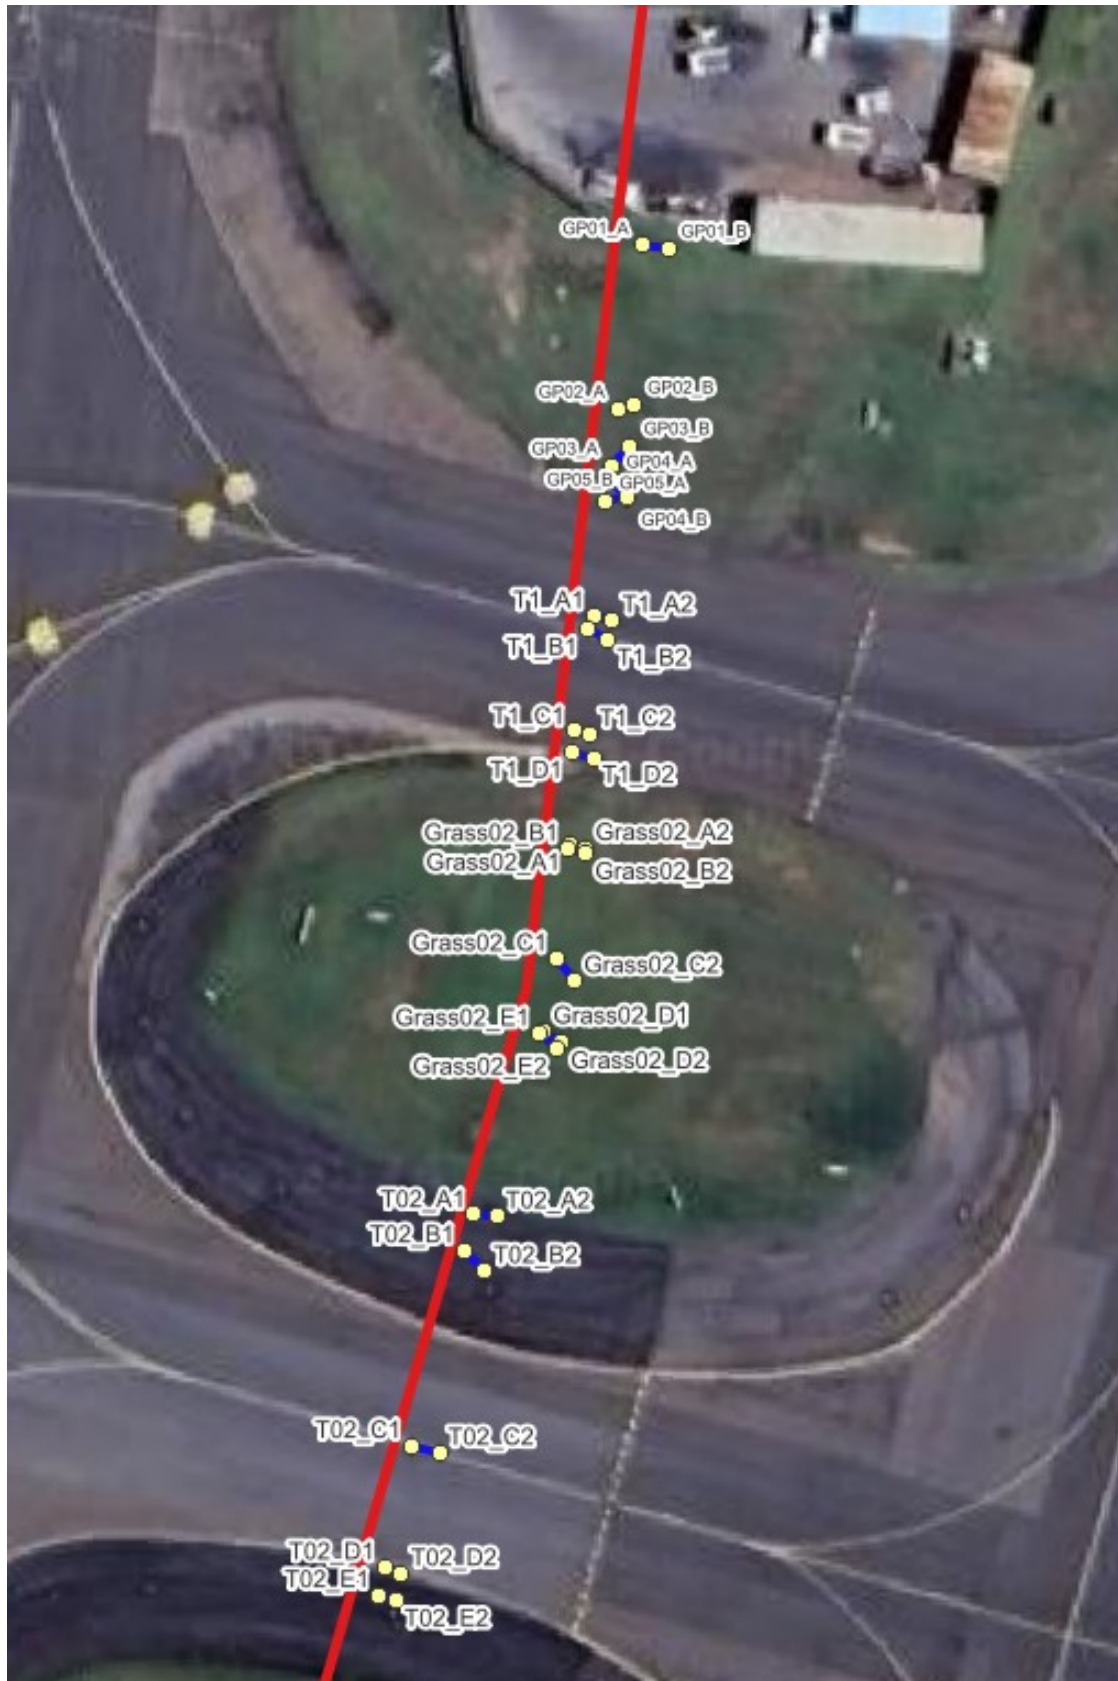 GP01_A
GP01_B
GP02_A
GP02_B
GP03_B
GP03_A
GP04_A
GP05_B
GP05_A
GP04_B
T1_A1
T1_A2
T1_B1
T1_B2
T1_C1
T1_C2
T1_D1
T1_D2
Grass02_B1
Grass02_A2
Grass02_A1
Grass02_B2
Grass02_C1
Grass02_C2
Grass02_E1
Grass02_D1
Grass02_E2
Grass02_D2
T02_A1
T02_A2
T02_B1
T02_B2
T02_C1
T02_C2
T02_D1
T02_D2
T02_E1
T02_E2